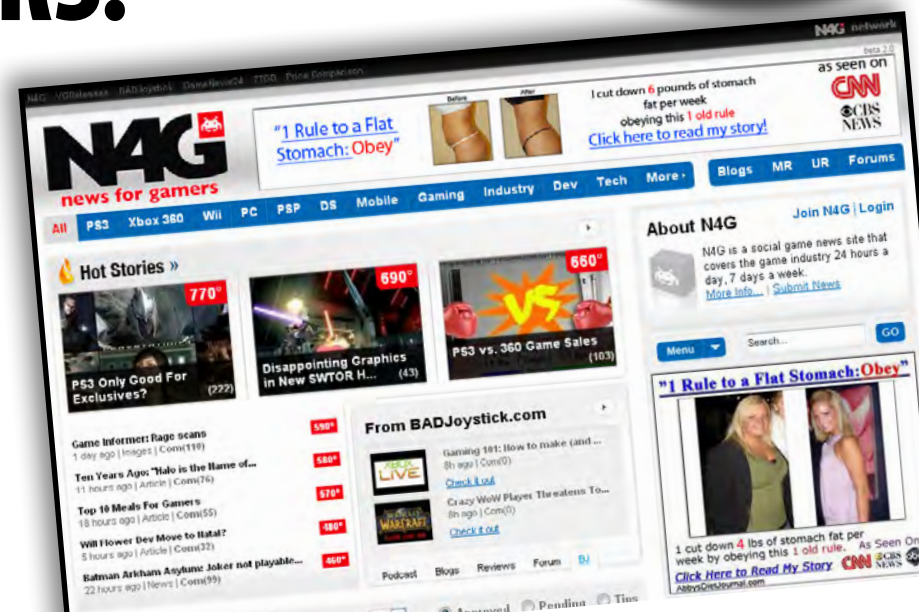 RS.
N4G network
N4G VGReleases BADJoystick GameNovie24 Price Comparison
beta 2.0
N4G
news for gamers
"1 Rule to a Flat
Stomach: Obey"
Before After
I cut down 6 pounds of stomach
fat per week
obeying this 1 old rule
Click here to read my story!
as seen on
CNN
CBS
NEWS
All PS3 Xbox 360 Wii PC PSP DS Mobile Gaming Industry Dev Tech More
Blogs MR UR Forums
Hot Stories »
770°
PS3 Only Good For
Exclusives? (222)
690°
Disappointing Graphics
in New SWTOR H... (43)
660°
VS
PS3 vs. 360 Game Sales
(103)
About N4G
Join N4G | Login
N4G is a social game news site that
covers the game industry 24 hours a
day, 7 days a week.
More Info... | Submit News
Menu Search... GO
Game Informer: Rage scans 590°
1 day ago | Images | Com(110)
Ten Years Ago: "Halo is the Name of... 580°
11 hours ago | Article | Com(76)
Top 10 Meals For Gamers 570°
18 hours ago | Article | Com(55)
Will Flower Dev Move to Natal? 480°
5 hours ago | Article | Com(32)
Batman Arkham Asylum: Joker not playable... 460°
22 hours ago | News | Com(99)
From BADJoystick.com
XBOX
LIVE
Gaming 101: How to make (and ...
8h ago | Com(0)
Check it out
WARCRAFT
Crazy WoW Player Threatens To...
8h ago | Com(0)
Check it out
Podcast Blogs Reviews Forum BJ
"1 Rule to a Flat Stomach: Obey"
1 cut down 4 lbs of stomach fat per
week by obeying this 1 old rule. As Seen On
Click Here to Read My Story CNN CBS NEWS abc
AbbysDietJournal.com
Approved Pending Tips